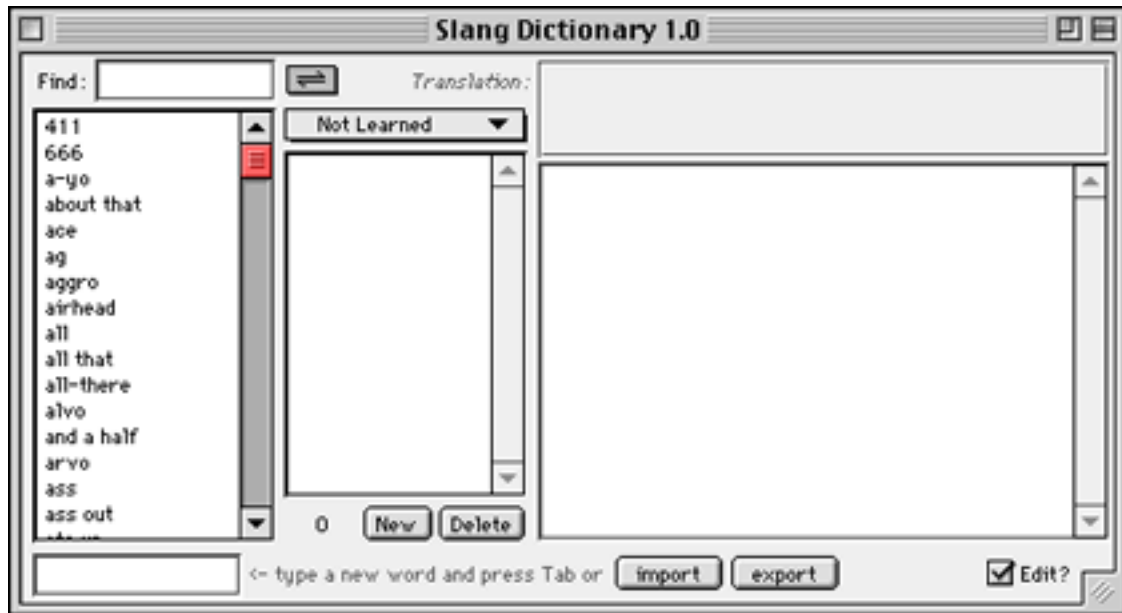 Slang Dictionary 1.0
Find:
Translation:
Not Learned
411
666
a-yo
about that
ace
ag
aggro
airhead
all
all that
all-there
alvo
and a half
arvo
ass
ass out
0 New Delete
<- type a new word and press Tab or import export
Edit?